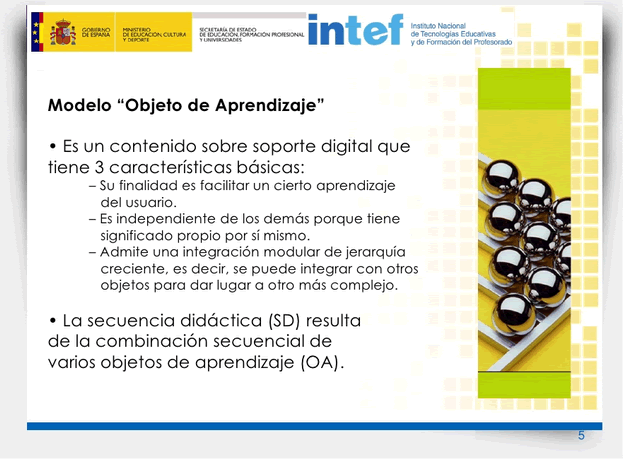 GOBIERNO
DE ESPAÑA
MINISTERIO
DE EDUCACIÓN, CULTURA
Y DEPORTE
SECRETARÍA DE ESTADO
DE EDUCACIÓN, FORMACIÓN PROFESIONAL
Y UNIVERSIDADES
intef
Instituto Nacional
de Tecnologías Educativas
y de Formación del Profesorado
Modelo “Objeto de Aprendizaje”
• Es un contenido sobre soporte digital que
tiene 3 características básicas:
– Su finalidad es facilitar un cierto aprendizaje
del usuario.
– Es independiente de los demás porque tiene
significado propio por sí mismo.
– Admite una integración modular de jerarquía
creciente, es decir, se puede integrar con otros
objetos para dar lugar a otro más complejo.
• La secuencia didáctica (SD) resulta
de la combinación secuencial de
varios objetos de aprendizaje (OA).
5